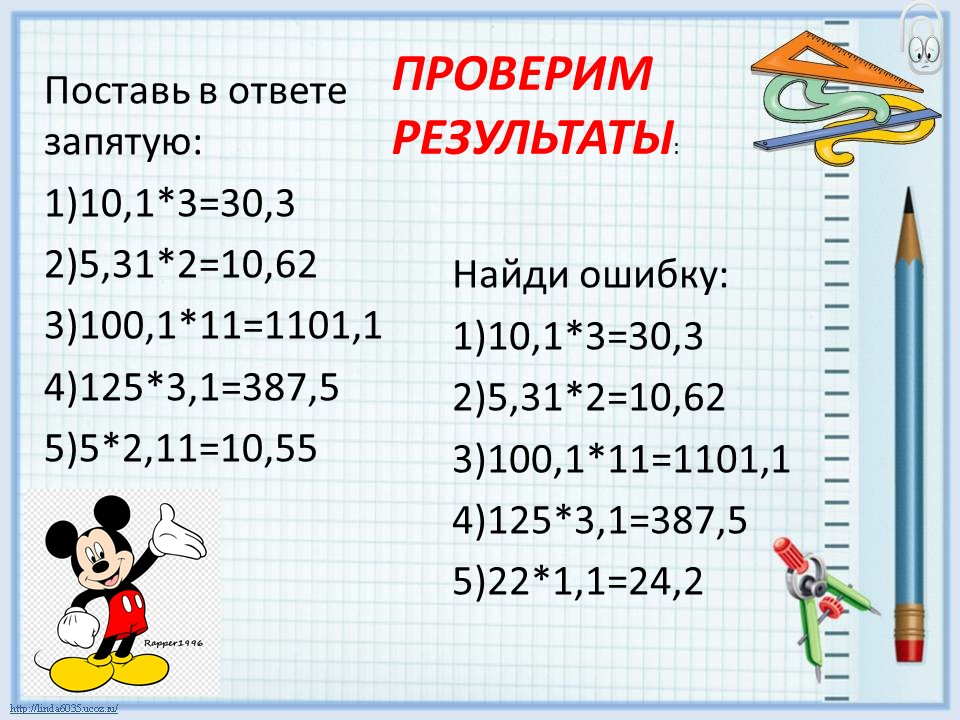 ПРОВЕРИМ
РЕЗУЛЬТАТЫ:
Поставь в ответе
запятую:
1)10,1*3=30,3
2)5,31*2=10,62
3)100,1*11=1101,1
4)125*3,1=387,5
5)5*2,11=10,55
Найди ошибку:
1)10,1*3=30,3
2)5,31*2=10,62
3)100,1*11=1101,1
4)125*3,1=387,5
5)22*1,1=24,2
Rapper1996
http://linda6035.ucoz.ru/